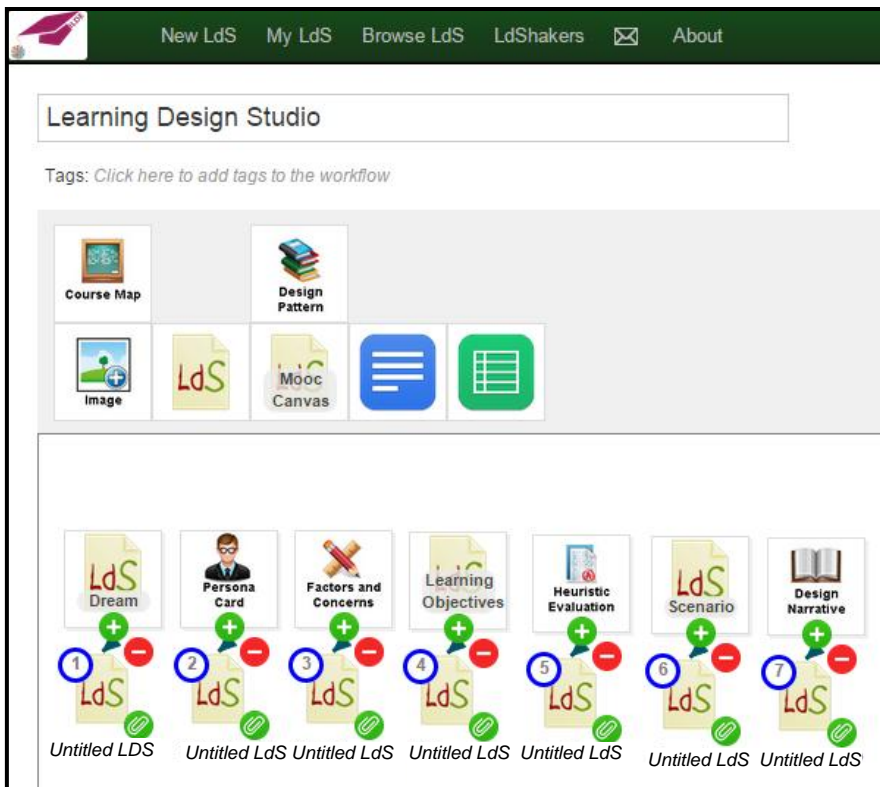 New LdS My LdS Browse LdS LdShakers About
Learning Design Studio
Tags: Click here to add tags to the workflow
Course Map
Design
Pattern
Image
LdS
LdS
Mooc
Canvas
LdS
Dream
Persona
Card
Factors and
Concerns
Learning
Objectives
Heuristic
Evaluation
LdS
Scenario
Design
Narrative
1 2 3 4 5 6 7
LdS LdS LdS LdS LdS LdS LdS
Untitled LDS Untitled LdS Untitled LdS Untitled LdS Untitled LdS Untitled LdS Untitled LdS